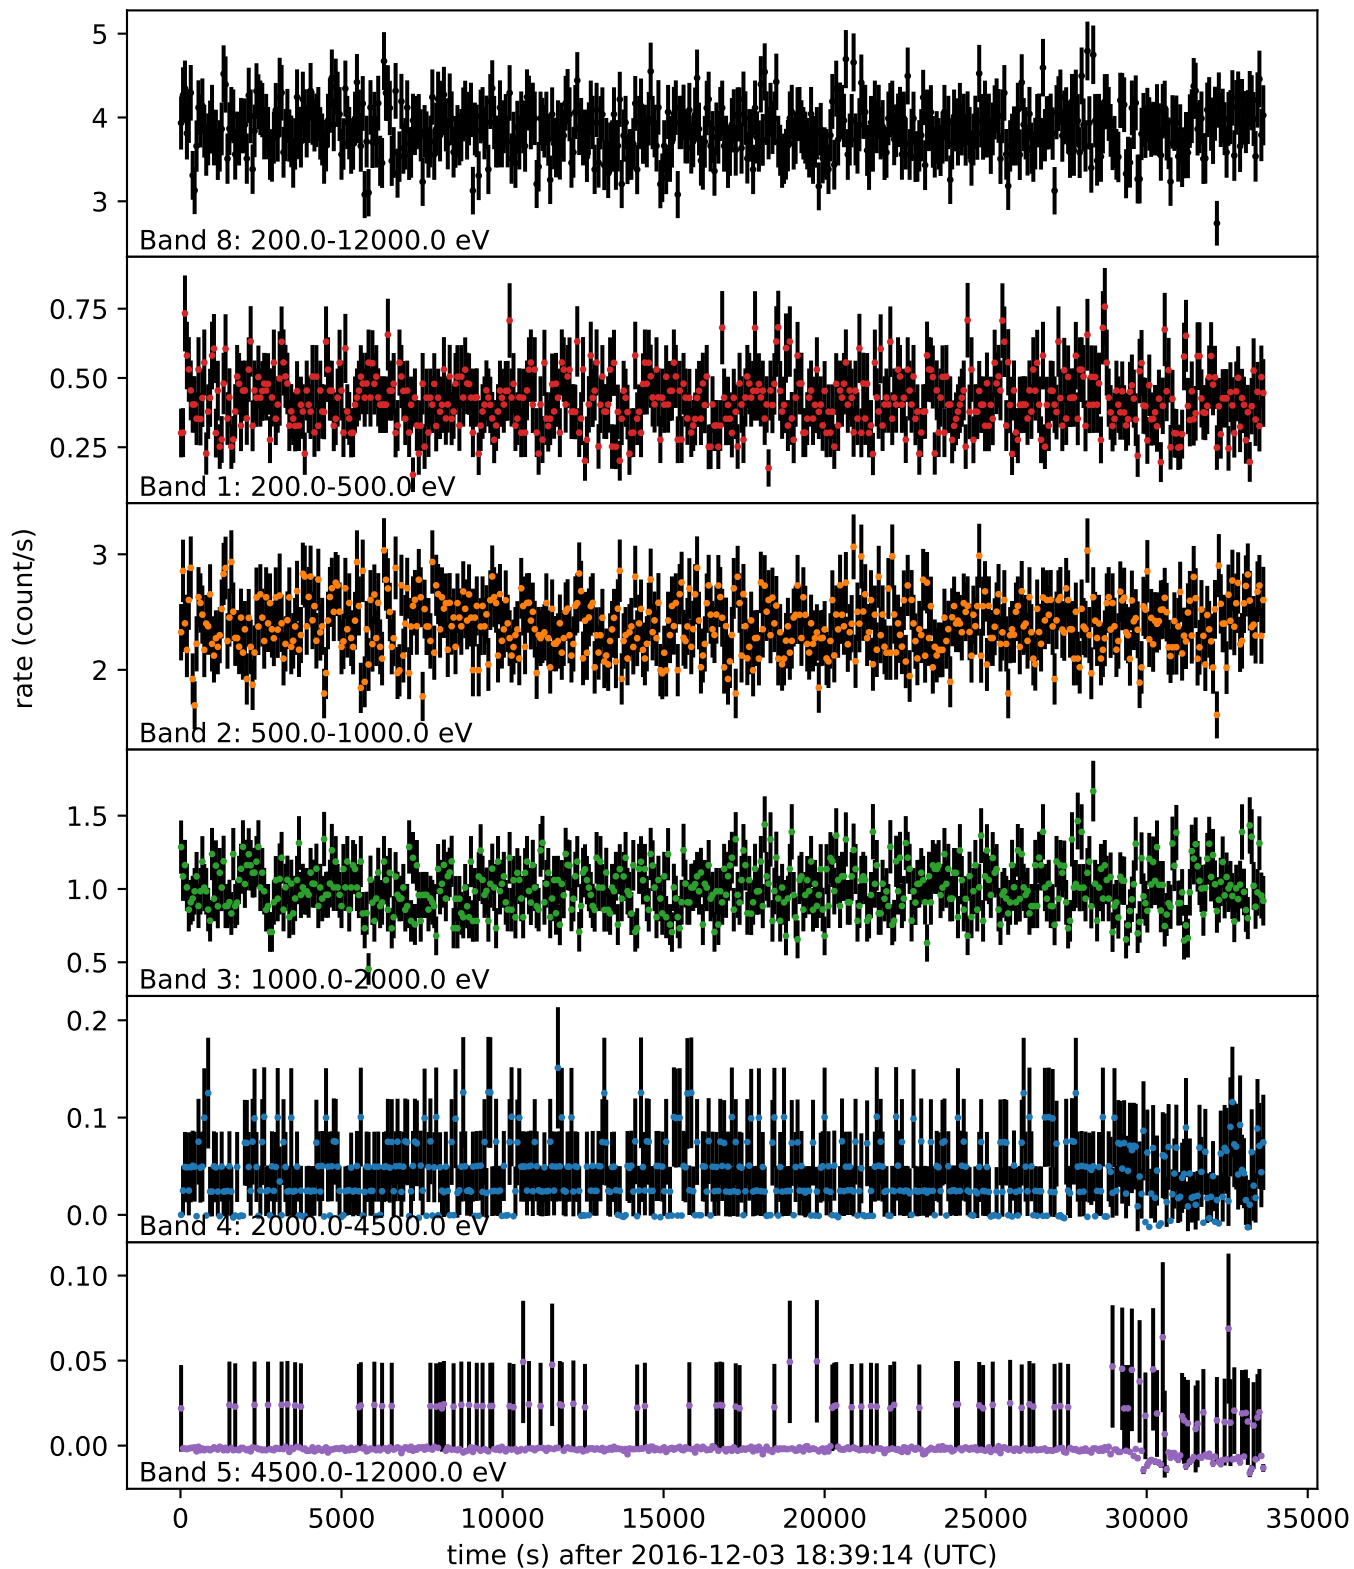 5
4
3
Band 8: 200.0-12000.0 eV
0.75
0.50
0.25
Band 1: 200.0-500.0 eV
rate (count/s)
3
2
Band 2: 500.0-1000.0 eV
1.5
1.0
0.5
Band 3: 1000.0-2000.0 eV
0.2
0.1
0.0
Band 4: 2000.0-4500.0 eV
0.10
0.05
0.00
Band 5: 4500.0-12000.0 eV
0 5000 10000 15000 20000 25000 30000 35000
time (s) after 2016-12-03 18:39:14 (UTC)